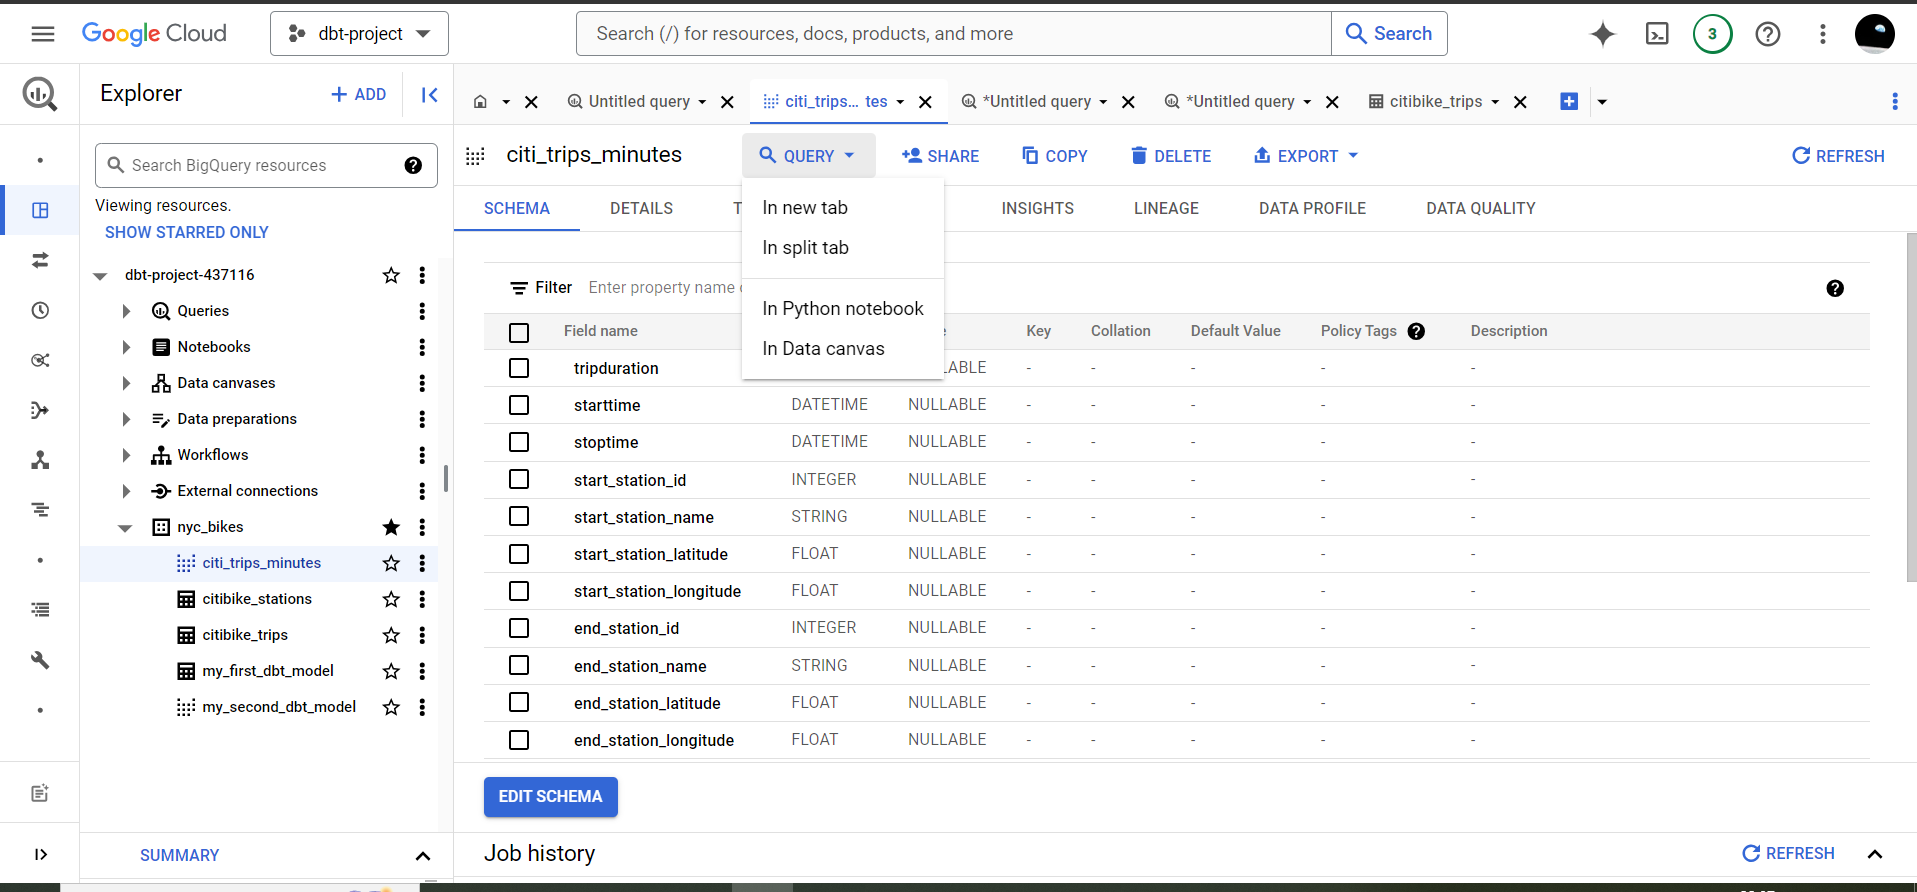 Google Cloud
dbt-project
Search (/) for resources, docs, products, and more
Search
3
Explorer
ADD
Untitled query
citi_trips... tes
*Untitled query
*Untitled query
citibike_trips
Search BigQuery resources
Viewing resources.
SHOW STARRED ONLY
dbt-project-437116
Queries
Notebooks
Data canvases
Data preparations
Workflows
External connections
nyc_bikes
citi_trips_minutes
citibike_stations
citibike_trips
my_first_dbt_model
my_second_dbt_model
SUMMARY
citi_trips_minutes
QUERY
SHARE
COPY
DELETE
EXPORT
REFRESH
In new tab
In split tab
In Python notebook
In Data canvas
SCHEMA DETAILS T INSIGHTS LINEAGE DATA PROFILE DATA QUALITY
Filter Enter property name
Field name Key Collation Default Value Policy Tags Description
tripduration LABLE - - - - -
starttime DATETIME NULLABLE - - - - -
stoptime DATETIME NULLABLE - - - - -
start_station_id INTEGER NULLABLE - - - - -
start_station_name STRING NULLABLE - - - - -
start_station_latitude FLOAT NULLABLE - - - - -
start_station_longitude FLOAT NULLABLE - - - - -
end_station_id INTEGER NULLABLE - - - - -
end_station_name STRING NULLABLE - - - - -
end_station_latitude FLOAT NULLABLE - - - - -
end_station_longitude FLOAT NULLABLE - - - - -
EDIT SCHEMA
Job history
REFRESH